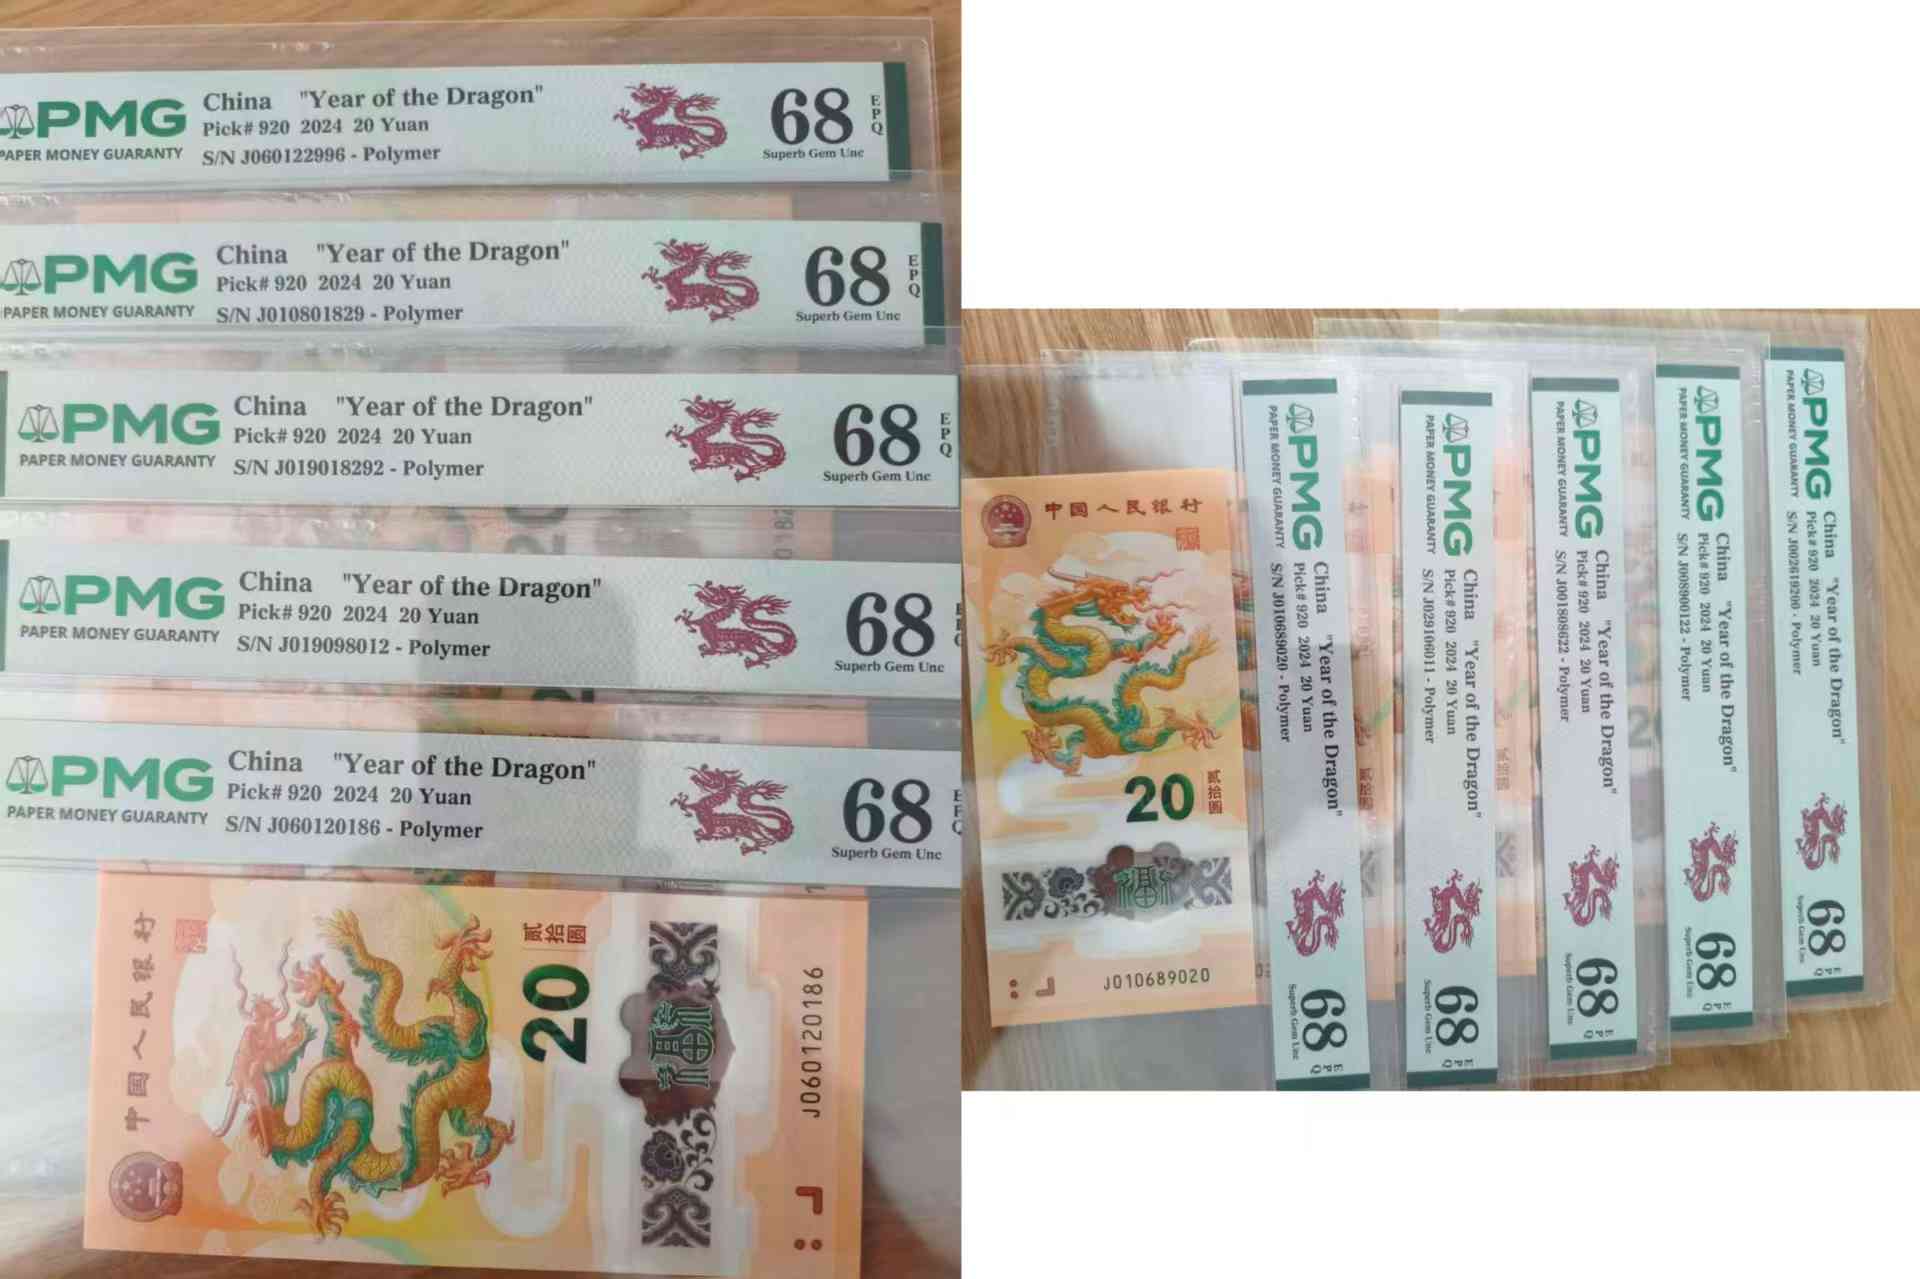 PMG
PAPER MONEY GUARANTY
China "Year of the Dragon"
Pick# 920 2024 20 Yuan
S/N J060122996 - Polymer
68
EPQ
Superb Gem Unc
PMG
PAPER MONEY GUARANTY
China "Year of the Dragon"
Pick# 920 2024 20 Yuan
S/N J010801829 - Polymer
68
EPQ
Superb Gem Unc
PMG
PAPER MONEY GUARANTY
China "Year of the Dragon"
Pick# 920 2024 20 Yuan
S/N J019018292 - Polymer
68
EPQ
Superb Gem Unc
PMG
PAPER MONEY GUARANTY
China "Year of the Dragon"
Pick# 920 2024 20 Yuan
S/N J019098012 - Polymer
68
Superb Gem Unc
PMG
PAPER MONEY GUARANTY
China "Year of the Dragon"
Pick# 920 2024 20 Yuan
S/N J060120186 - Polymer
68
Superb Gem Unc
中国人民银行
20
贰拾圆
J060120186
中国人民银行
20
贰拾圆
J010689020
PMG
PAPER MONEY GUARANTY
China "Year of the Dragon"
Pick# 920 2024 20 Yuan
S/N J010689020 - Polymer
68
EPQ
Superb Gem Unc
PMG
PAPER MONEY GUARANTY
China "Year of the Dragon"
Pick# 920 2024 20 Yuan
S/N J029106011 - Polymer
68
EPQ
Superb Gem Unc
PMG
PAPER MONEY GUARANTY
China "Year of the Dragon"
Pick# 920 2024 20 Yuan
S/N J001808622 - Polymer
68
EPQ
Superb Gem Unc
PMG
PAPER MONEY GUARANTY
China "Year of the Dragon"
Pick# 920 2024 20 Yuan
S/N J008900122 - Polymer
68
EPQ
Superb Gem Unc
PMG
PAPER MONEY GUARANTY
China "Year of the Dragon"
Pick# 920 2024 20 Yuan
S/N J002619200 - Polymer
68
EPQ
Superb Gem Unc